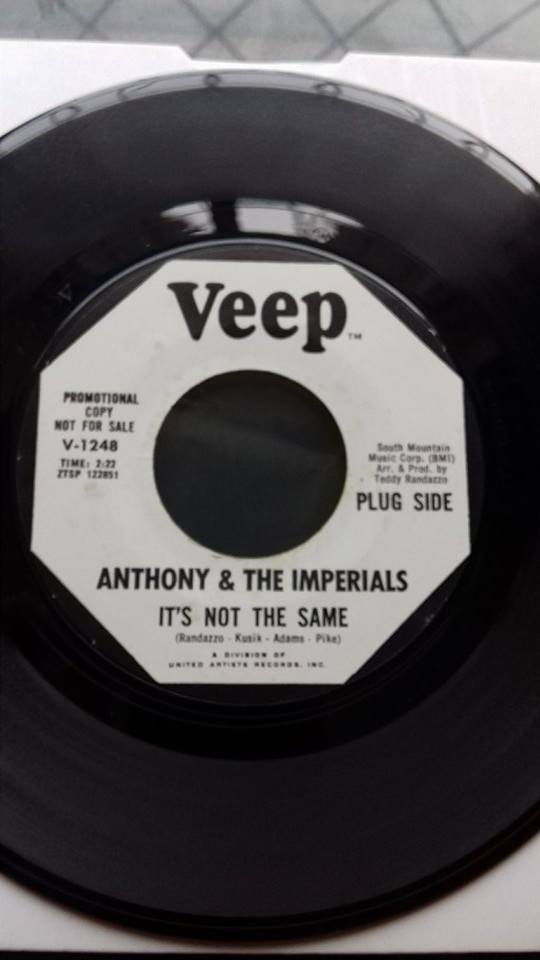 Veep™
PROMOTIONAL
COPY
NOT FOR SALE
V-1248
TIME: 2:22
ZTSP 122851
South Mountain
Music Corp. (BMI)
Arr. & Prod. by
Teddy Randazzo
PLUG SIDE
ANTHONY & THE IMPERIALS
IT'S NOT THE SAME
(Randazzo - Kusik - Adams - Pike)
A DIVISION OF
UNITED ARTISTS RECORDS, INC.